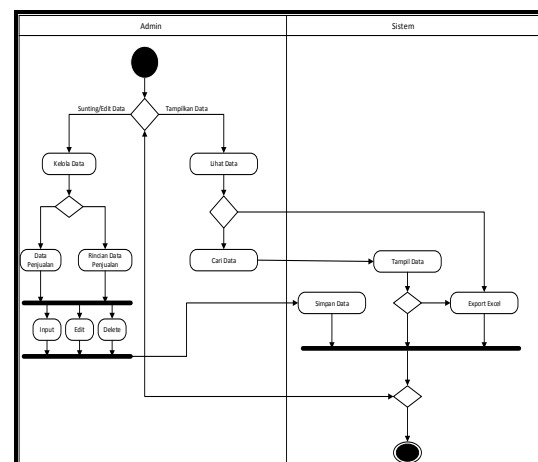 Admin
Sistem
Sunting/Edit Data
Tampilkan Data
Kelola Data
Lihat Data
Data
Penjualan
Rincian Data
Penjualan
Cari Data
Tampil Data
Simpan Data
Export Excel
Input
Edit
Delete